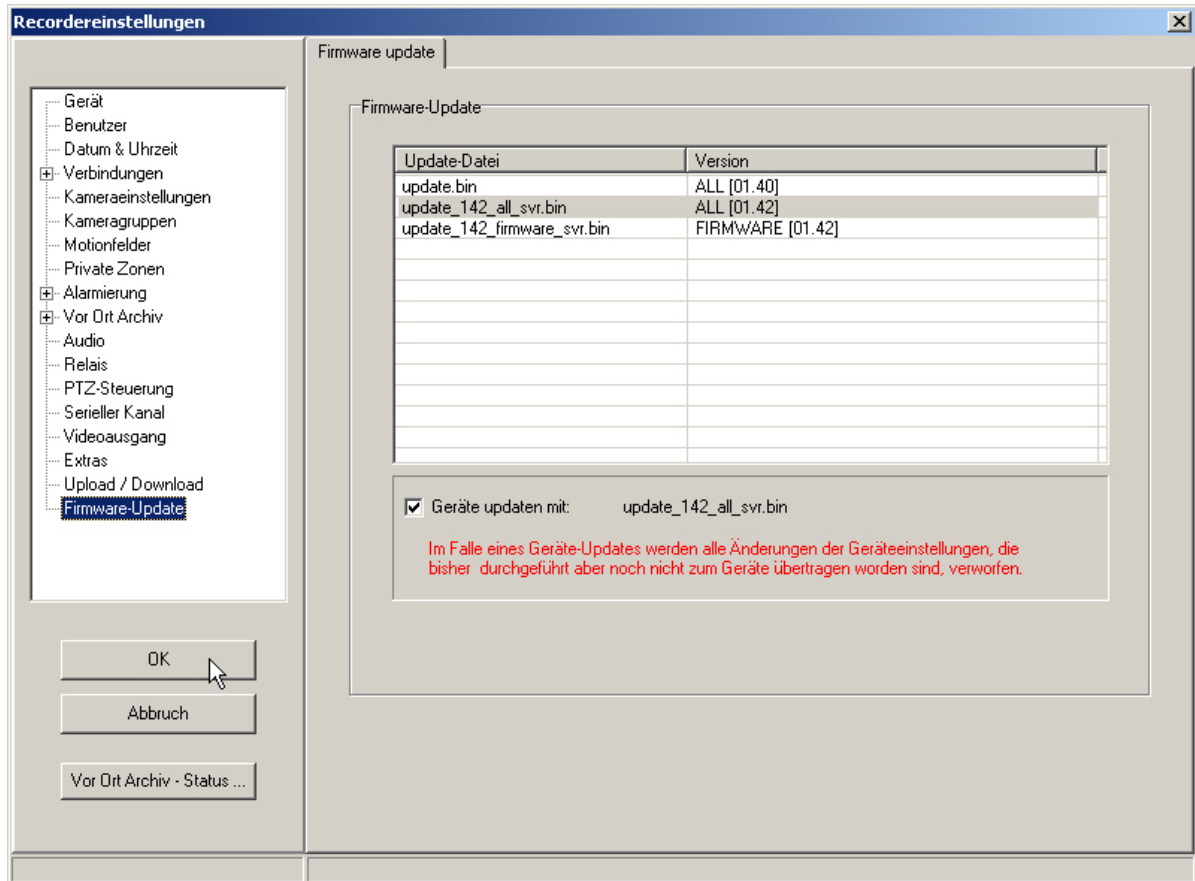 Recordereinstellungen
Firmware update
Gerät
Benutzer
Datum & Uhrzeit
Verbindungen
Kameraeinstellungen
Kameragruppen
Motionfelder
Private Zonen
Alarmierung
Vor Ort Archiv
Audio
Relais
PTZ-Steuerung
Serieller Kanal
Videoausgang
Extras
Upload / Download
Firmware-Update
OK
Abbruch
Vor Ort Archiv - Status ...
Firmware-Update
Update-Datei Version
update.bin ALL [01.40]
update_142_all_svr.bin ALL [01.42]
update_142_firmware_svr.bin FIRMWARE [01.42]
Geräte updaten mit: update_142_all_svr.bin
Im Falle eines Geräte-Updates werden alle Änderungen der Geräteeinstellungen, die
bisher durchgeführt aber noch nicht zum Geräte übertragen worden sind, verworfen.